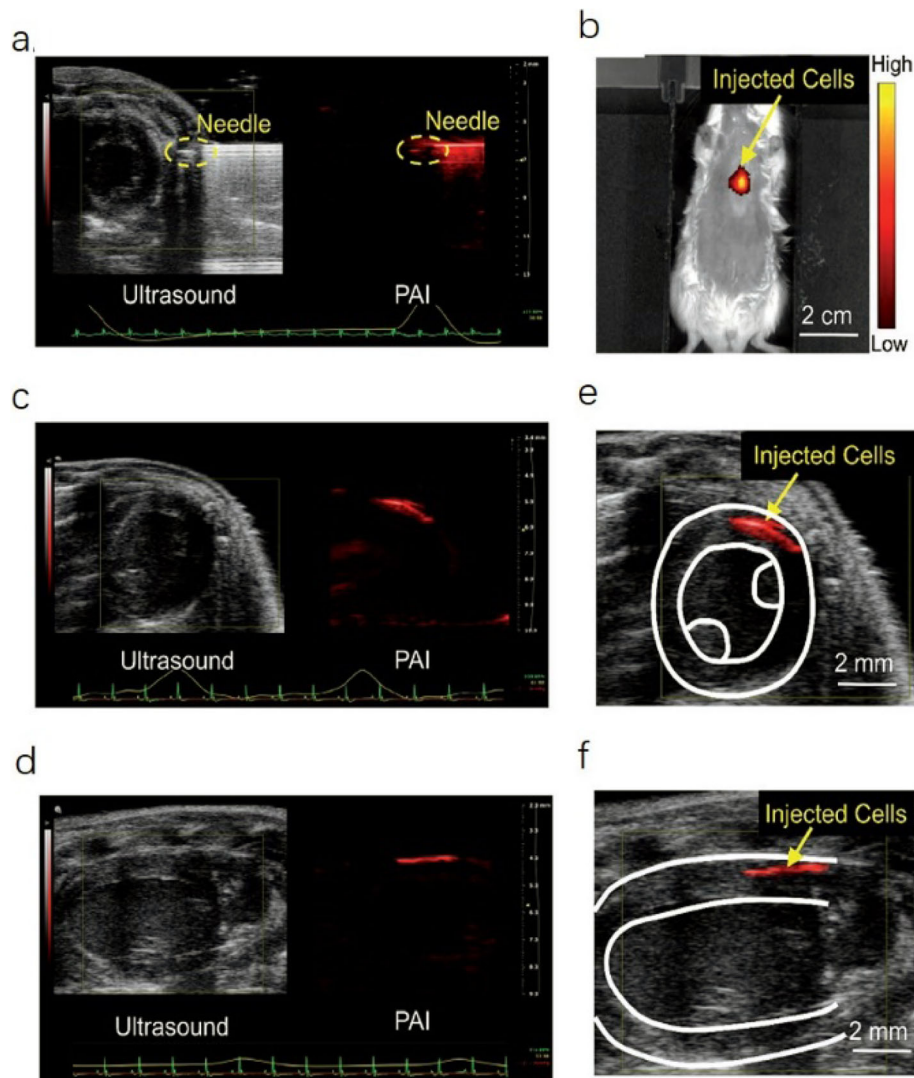 a.
Needle
Needle
Ultrasound
PAI
b
Injected Cells
High
Low
2 cm
c
Ultrasound
PAI
e
Injected Cells
2 mm
d
Ultrasound
PAI
f
Injected Cells
2 mm